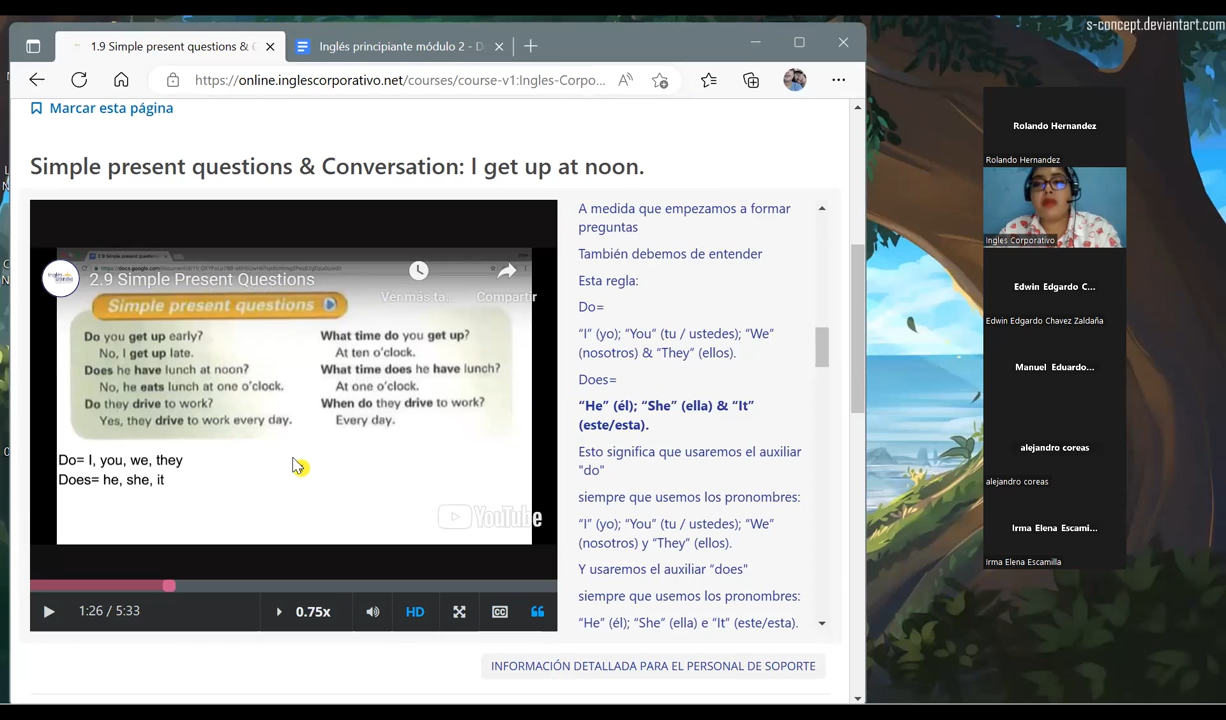 s-concept.deviantart.com
1.9 Simple present questions & C
Inglés principiante módulo 2 - D
https://online.inglescorporativo.net/courses/course-v1:Ingles-Corpo...
Marcar esta página
Simple present questions & Conversation: I get up at noon.
2.9 Simple Present Questions
Ver más ta...
Compartir
Simple present questions
Do you get up early?
No, I get up late.
Does he have lunch at noon?
No, he eats lunch at one o'clock.
Do they drive to work?
Yes, they drive to work every day.
What time do you get up?
At ten o'clock.
What time does he have lunch?
At one o'clock.
When do they drive to work?
Every day.
Do= I, you, we, they
Does= he, she, it
YouTube
1:26 / 5:33
0.75x
HD
CC
A medida que empezamos a formar
preguntas
También debemos de entender
Esta regla:
Do=
"I" (yo); "You" (tu / ustedes); "We"
(nosotros) & "They" (ellos).
Does=
"He" (él); "She" (ella) & "It"
(este/esta).
Esto significa que usaremos el auxiliar
"do"
siempre que usemos los pronombres:
"I" (yo); "You" (tu / ustedes); "We"
(nosotros) y "They" (ellos).
Y usaremos el auxiliar "does"
siempre que usemos los pronombres:
"He" (él); "She" (ella) e "It" (este/esta).
INFORMACIÓN DETALLADA PARA EL PERSONAL DE SOPORTE
Rolando Hernandez
Rolando Hernandez
Ingles Corporativo
Edwin Edgardo C...
Edwin Edgardo Chavez Zaldaña
Manuel Eduardo...
alejandro coreas
alejandro coreas
Irma Elena Escami...
Irma Elena Escamilla